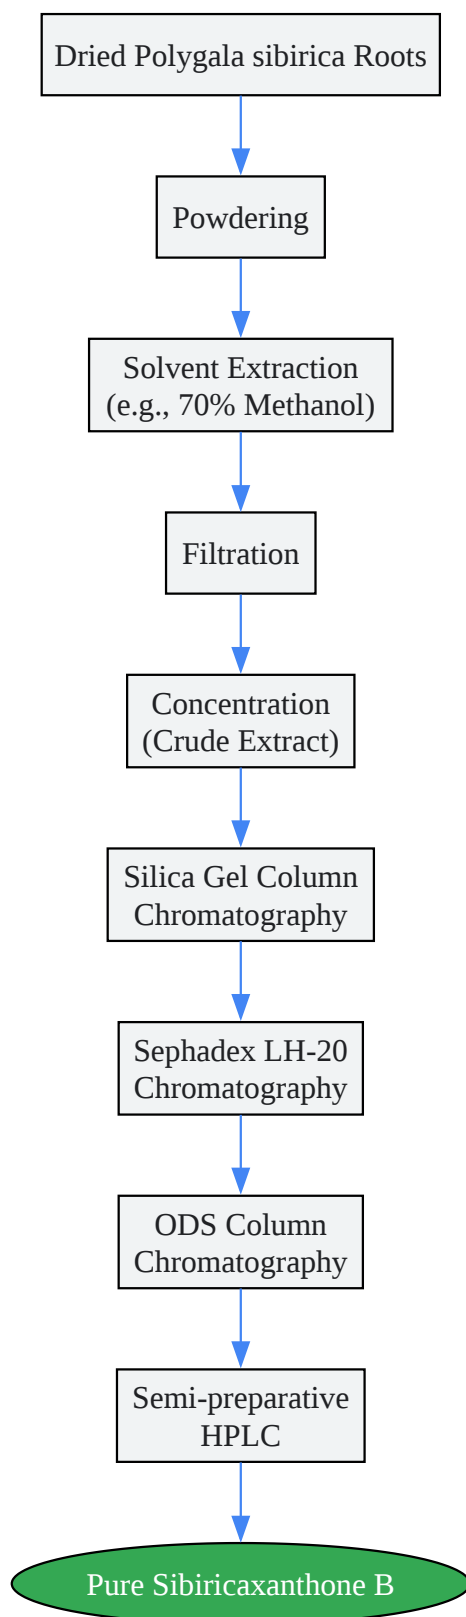 Dried Polygala sibirica Roots
Powdering
Solvent Extraction
(e.g., 70% Methanol)
Filtration
Concentration
(Crude Extract)
Silica Gel Column
Chromatography
Sephadex LH-20
Chromatography
ODS Column
Chromatography
Semi-preparative
HPLC
Pure Sibiricaxanthone B